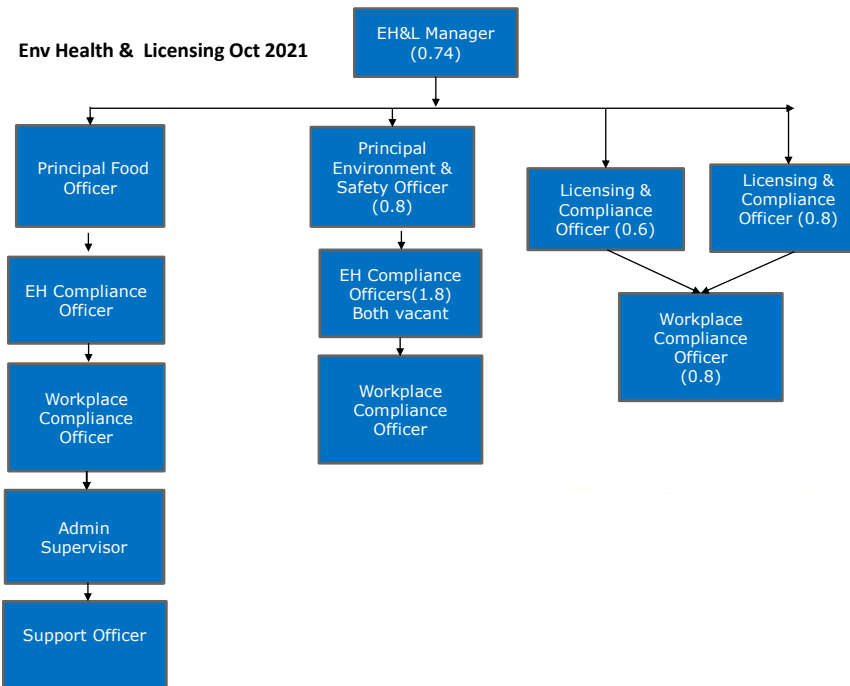 Env Health &  Licensing Oct 2021
EH&L Manager
(0.74)
Principal Food
Officer
EH Compliance
Officer
Workplace
Compliance
Officer
Admin
Supervisor
Support Officer
Principal
Environment &
Safety Officer
(0.8)
EH Compliance
Officers(1.8)
Both vacant
Workplace
Compliance
Officer
Licensing &
Compliance
Officer (0.6)
Licensing &
Compliance
Officer (0.8)
Workplace
Compliance
Officer
(0.8)